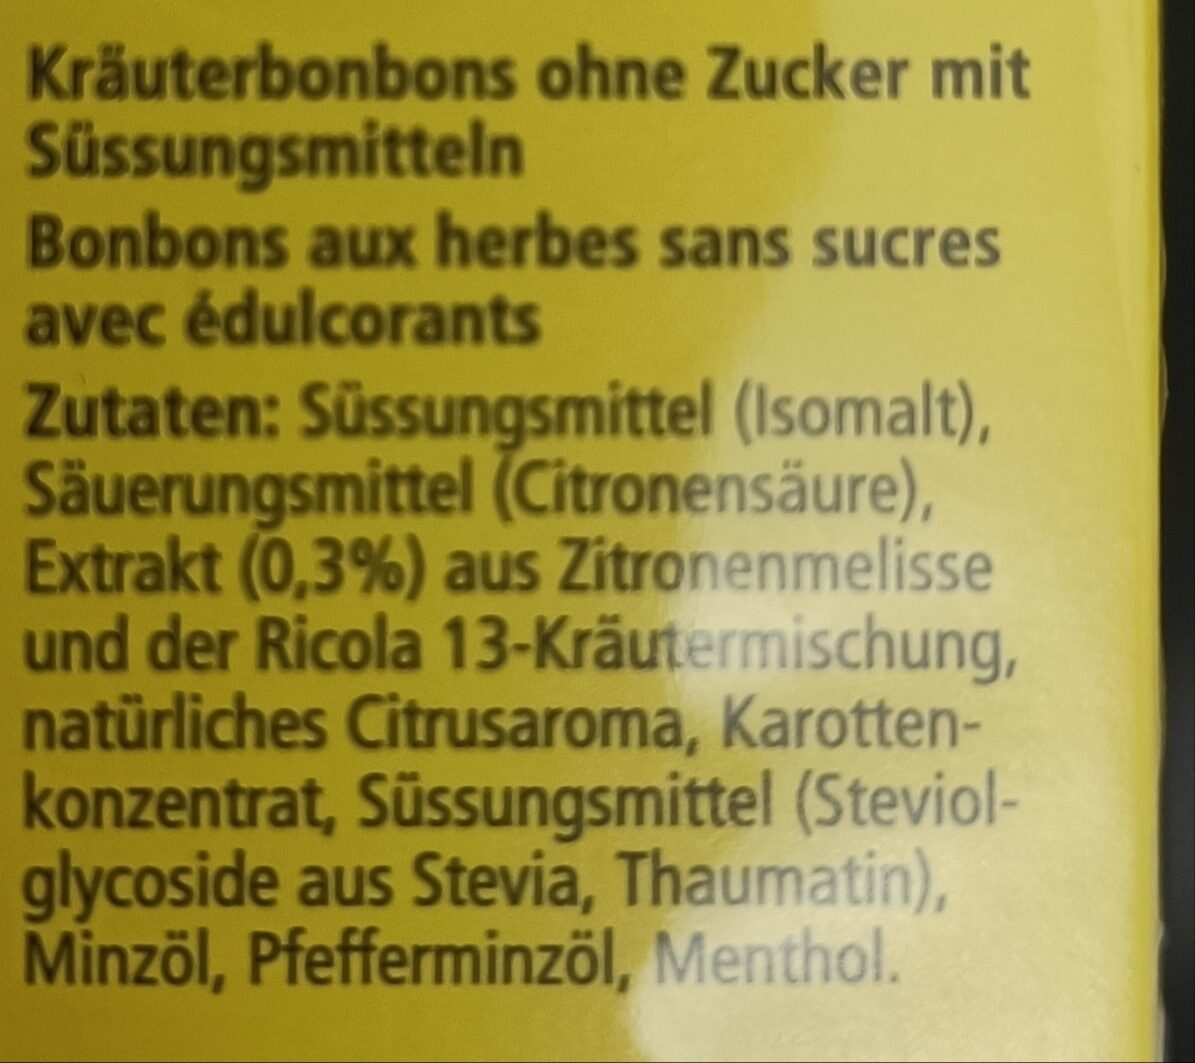 Kräuterbonbons ohne Zucker mit
Süssungsmitteln
Bonbons aux herbes sans sucres
avec édulcorants
Zutaten: Süssungsmittel (Isomalt),
Säuerungsmittel (Citronensäure),
Extrakt (0,3%) aus Zitronenmelisse
und der Ricola 13-Kräutermischung,
natürliches Citrusaroma, Karotten-
konzentrat, Süssungsmittel (Steviol-
glycoside aus Stevia, Thaumatin),
Minzöl, Pfefferminzöl, Menthol.